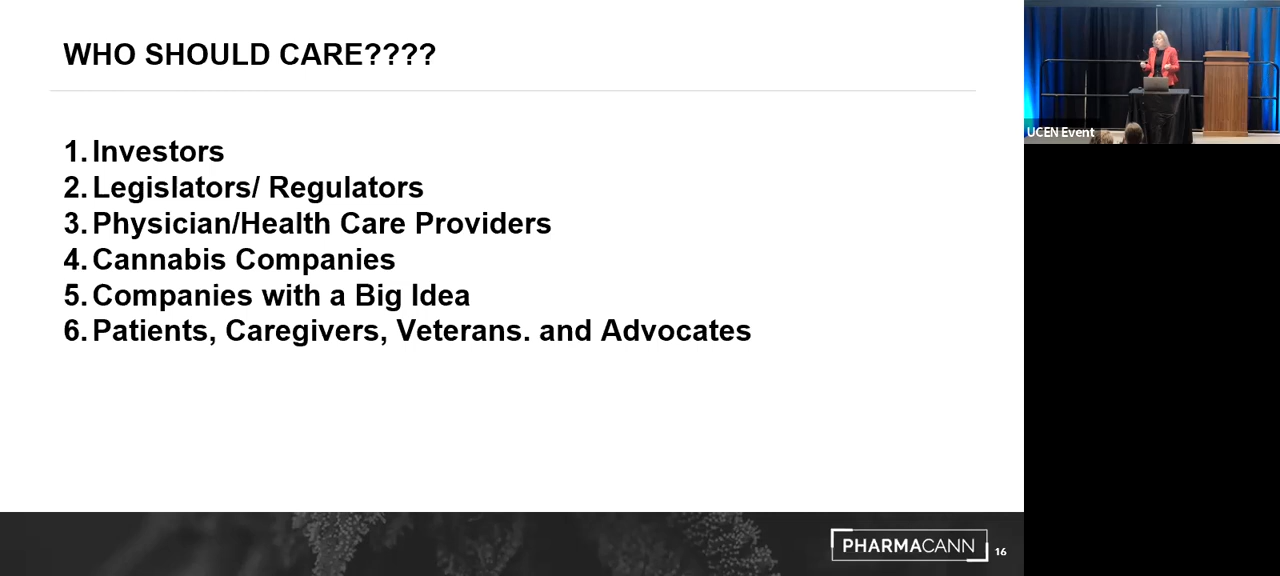 WHO SHOULD CARE????
1. Investors
2. Legislators/ Regulators
3. Physician/Health Care Providers
4. Cannabis Companies
5. Companies with a Big Idea
6. Patients, Caregivers, Veterans. and Advocates
PHARMACANN
16
UCEN Event